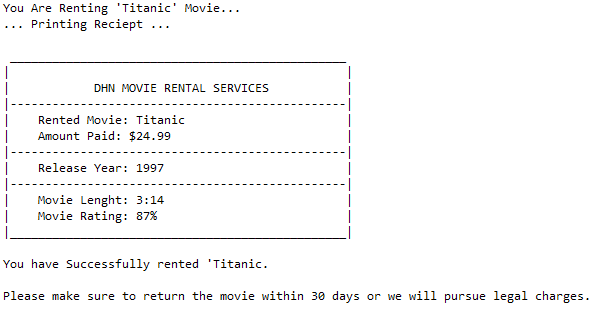 You Are Renting 'Titanic' Movie...
... Printing Reciept ...
DHN MOVIE RENTAL SERVICES
Rented Movie: Titanic
Amount Paid: $24.99
Release Year: 1997
Movie Lenght: 3:14
Movie Rating: 87%
You have Successfully rented 'Titanic.
Please make sure to return the movie within 30 days or we will pursue legal charges.